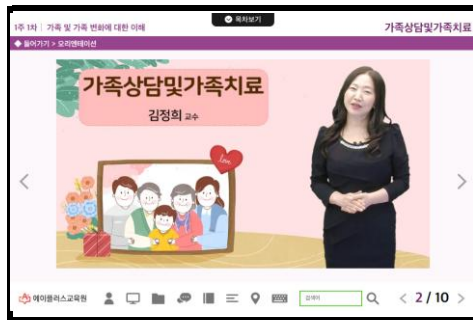 1주 1차 | 가족 및 가족 변화에 대한 이해
목차보기
가족상담및가족치료
◆ 들어가기 > 오리엔테이션
가족상담및가족치료
김정희 교수
Love
에이플러스교육원
검색어
< 2 / 10 >